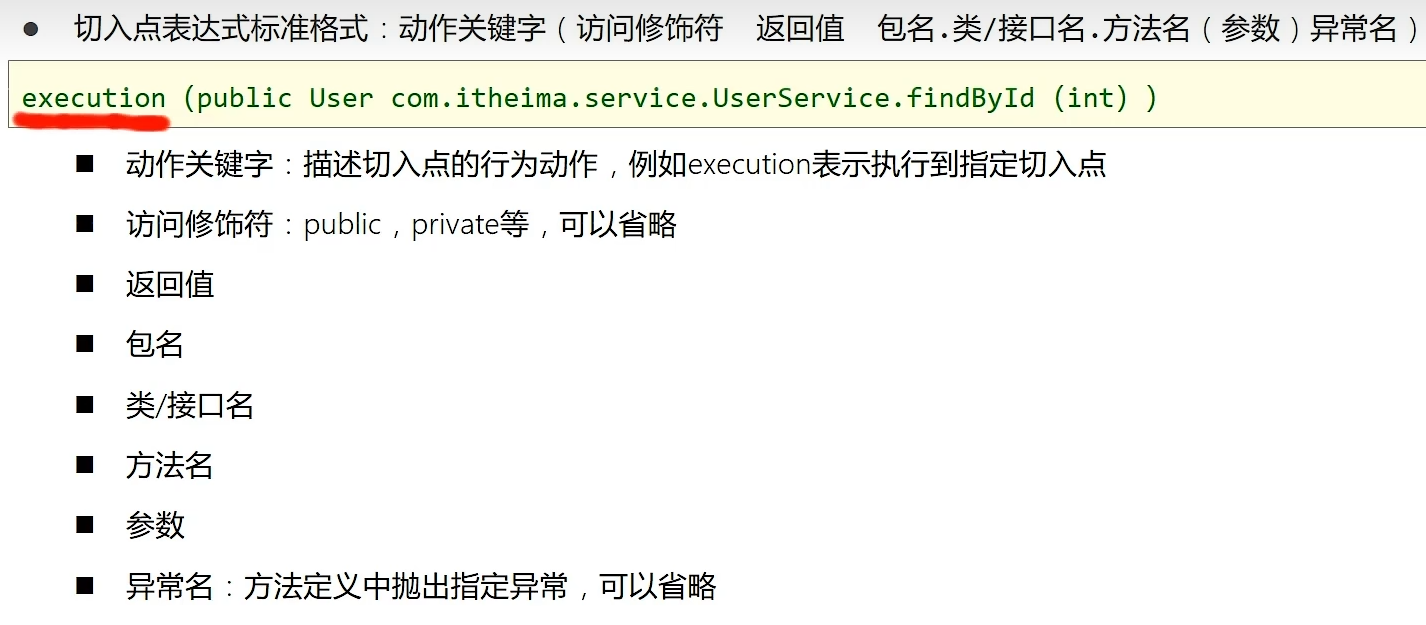 切入点表达式标准格式：动作关键字（访问修饰符 返回值 包名.类/接口名.方法名（参数）异常名）
execution (public User com.itheima.service.UserService.findById (int) )
动作关键字：描述切入点的行为动作，例如execution表示执行到指定切入点
访问修饰符：public，private等，可以省略
返回值
包名
类/接口名
方法名
参数
异常名：方法定义中抛出指定异常，可以省略